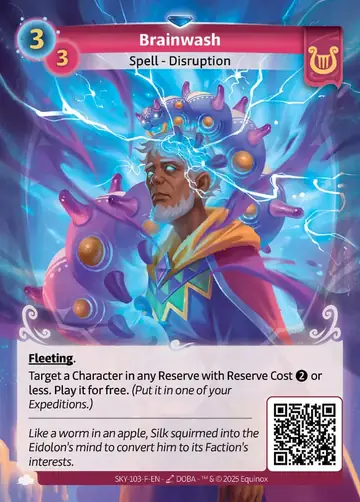 3
3
Brainwash
Spell - Disruption
Fleeting.
Target a Character in any Reserve with Reserve Cost 2 or
less. Play it for free. (Put it in one of your
Expeditions.)
Like a worm in an apple, Silk squirmed into the
Eidolon's mind to convert him to its Faction's
interests.
SKY-103-F-EN - DOBA - ™ & © 2025 Equinox